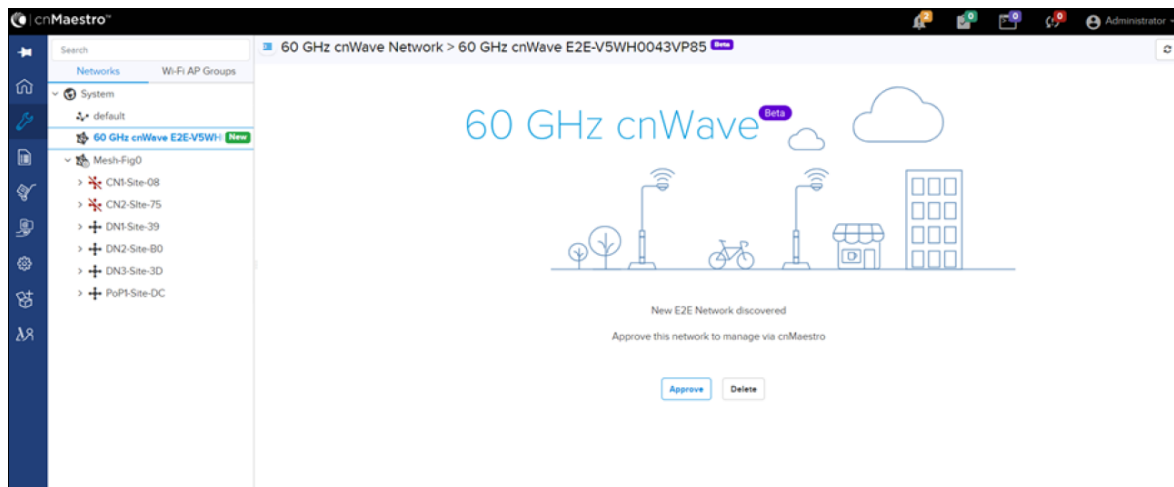 cnMaestro™
2 0 0 0 Administrator
Search
Networks Wi-Fi AP Groups
System
default
60 GHz cnWave E2E-V5WH New
Mesh-Fig0
CN1-Site-08
CN2-SIte-75
DN1-Site-39
DN2-Site-B0
DN3-Site-3D
PoP1-Site-DC
60 GHz cnWave Network > 60 GHz cnWave E2E-V5WH0043VP85 Beta
60 GHz cnWave Beta
New E2E Network discovered
Approve this network to manage via cnMaestro
Approve Delete